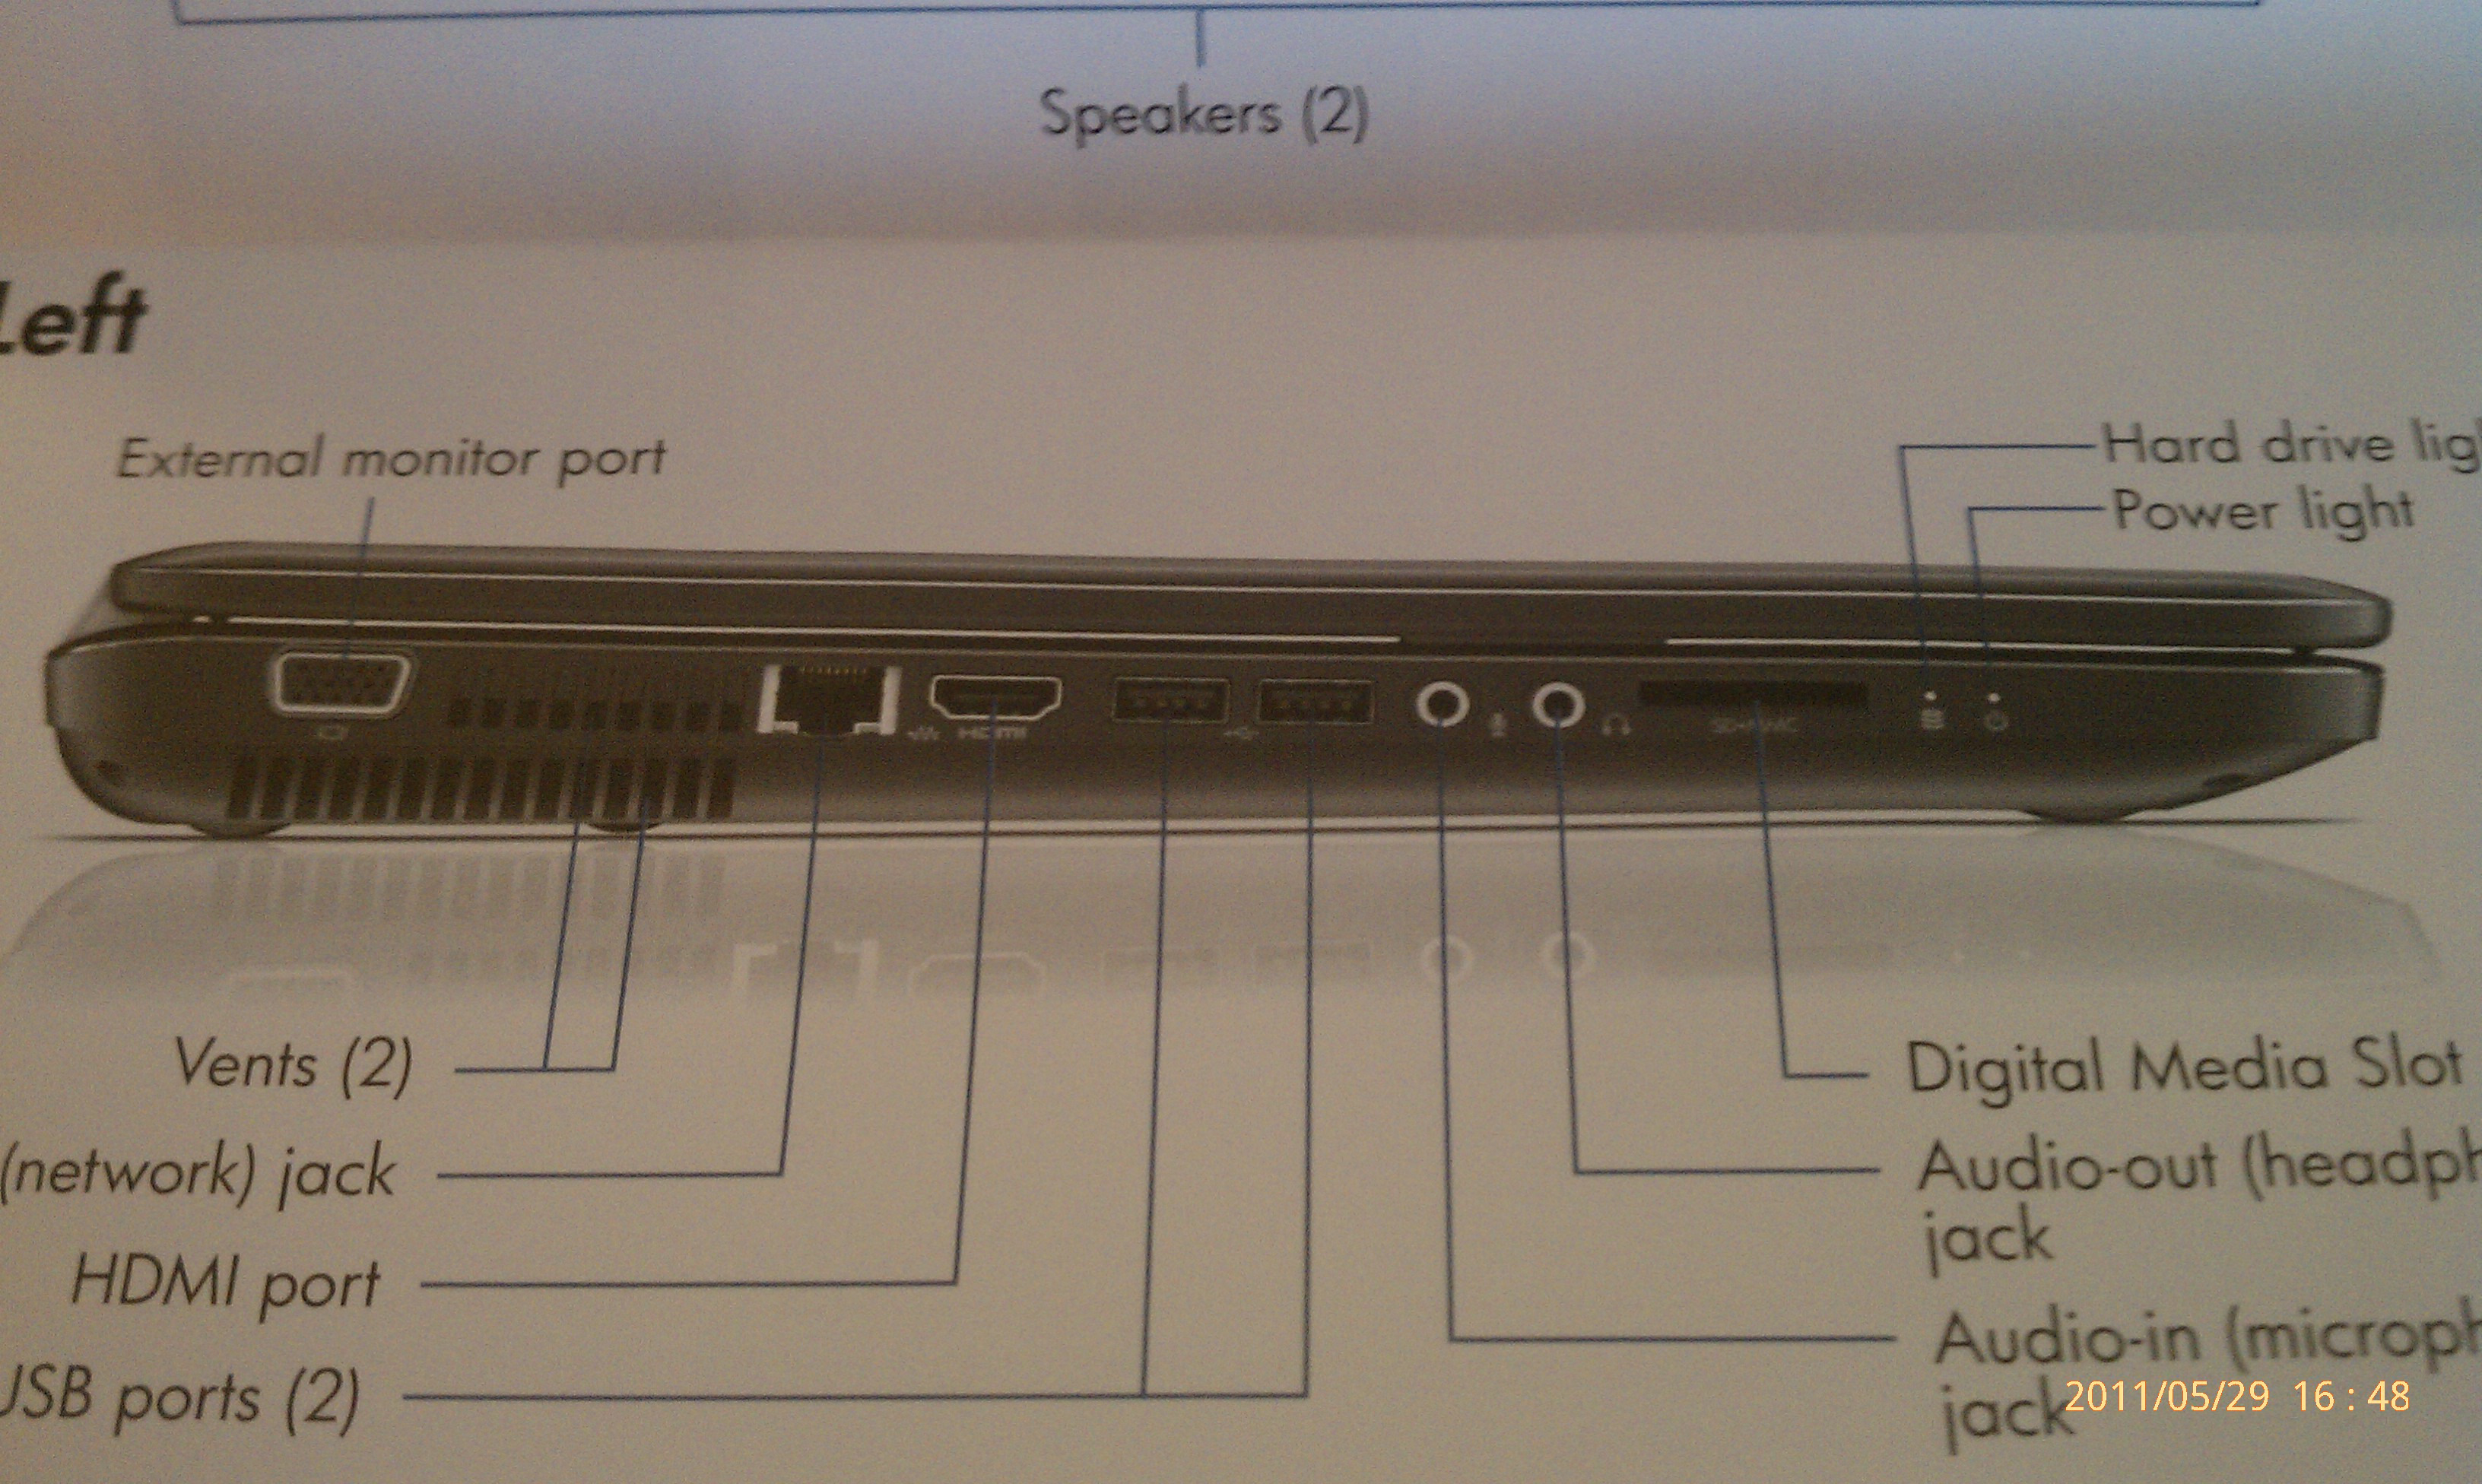 Speakers (2)
Left
External monitor port
Hard drive lig
Power light
HDMI
Vents (2)
Digital Media Slot
(network) jack
Audio-out (headph
jack
HDMI port
Audio-in (microph
jack
USB ports (2)
2011/05/29 16:48